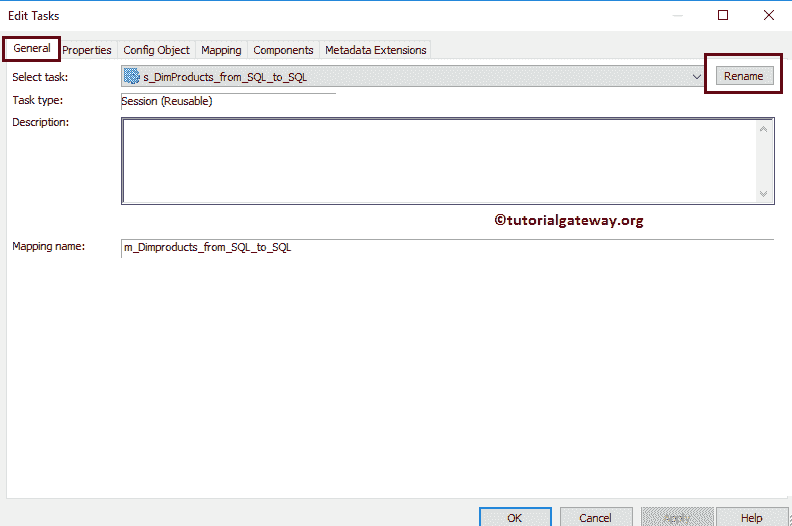 Edit Tasks
General Properties Config Object Mapping Components Metadata Extensions
Select task: s_DimProducts_from_SQL_to_SQL Rename
Task type: Session (Reusable)
Description:
©tutorialgateway.org
Mapping name: m_Dimproducts_from_SQL_to_SQL
OK Cancel Apply Help